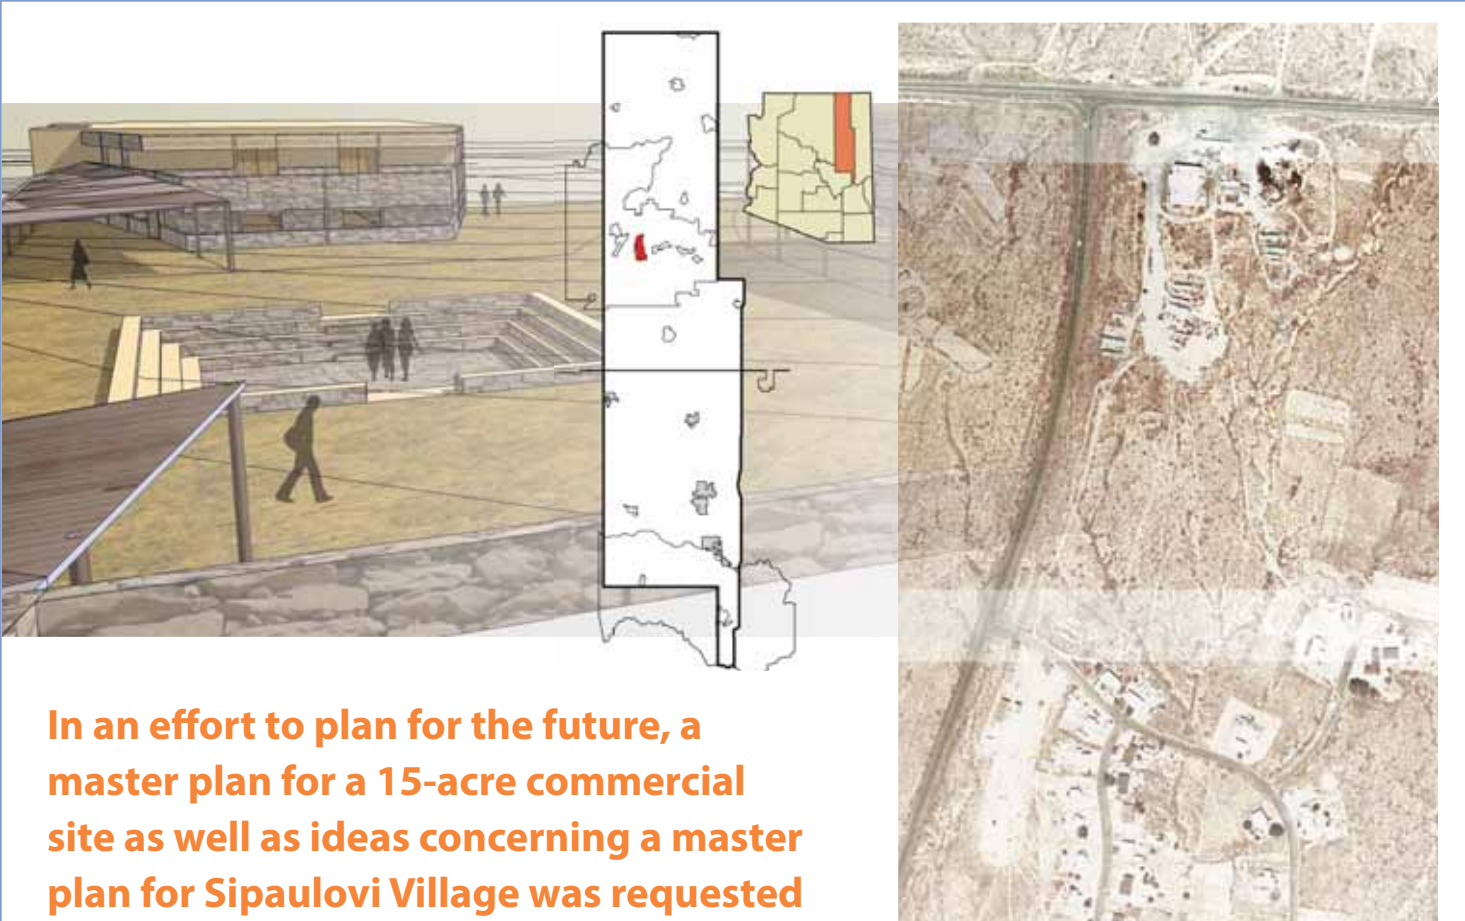 In an effort to plan for the future, a
master plan for a 15-acre commercial
site as well as ideas concerning a master
plan for Sipaulovi Village was requested